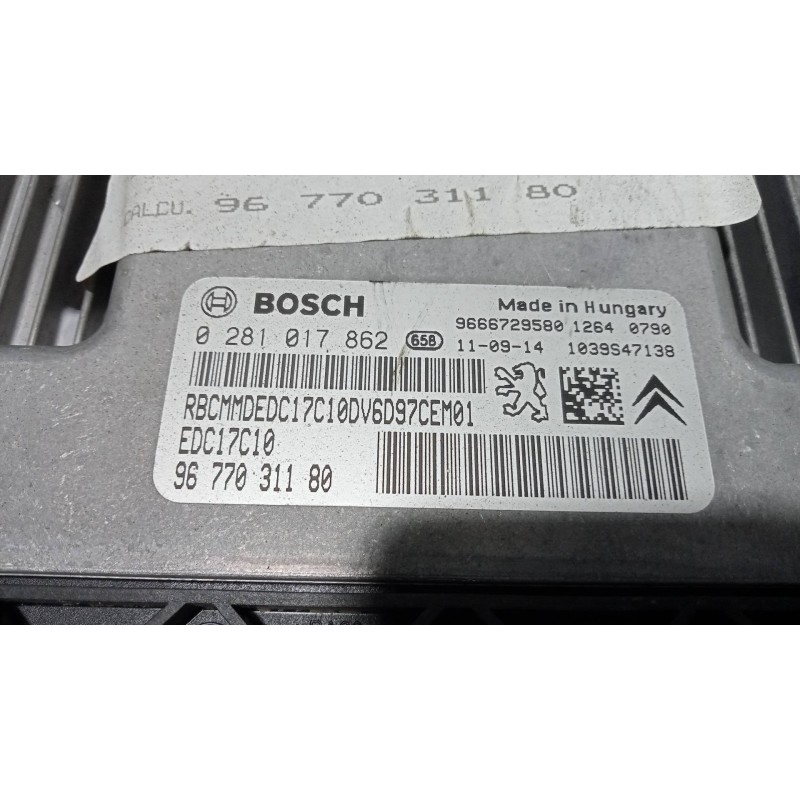 CALCU. 96 770 311 80
BOSCH
Made in Hungary
0 281 017 862 658
9666729580 1264 0790
11-09-14 1039S47138
RBCMMDEDC17C10DV6D97CEM01
EDC17C10
96 770 311 80